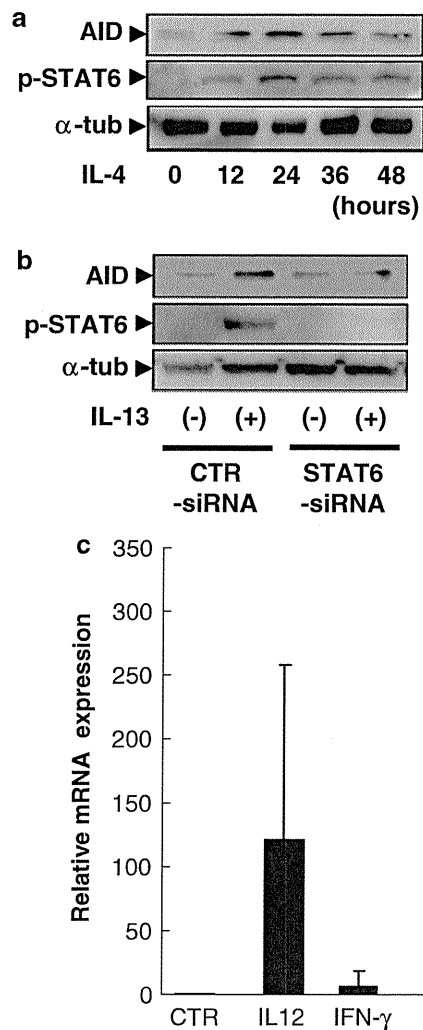 a
AID
p-STAT6
α-tub
IL-4 0 12 24 36 48
(hours)
b
AID
p-STAT6
α-tub
IL-13 (-) (+) (-) (+)
CTR STAT6
-siRNA -siRNA
c
Relative mRNA expression
350
300
250
200
150
100
50
0
CTR IL12 IFN-γ